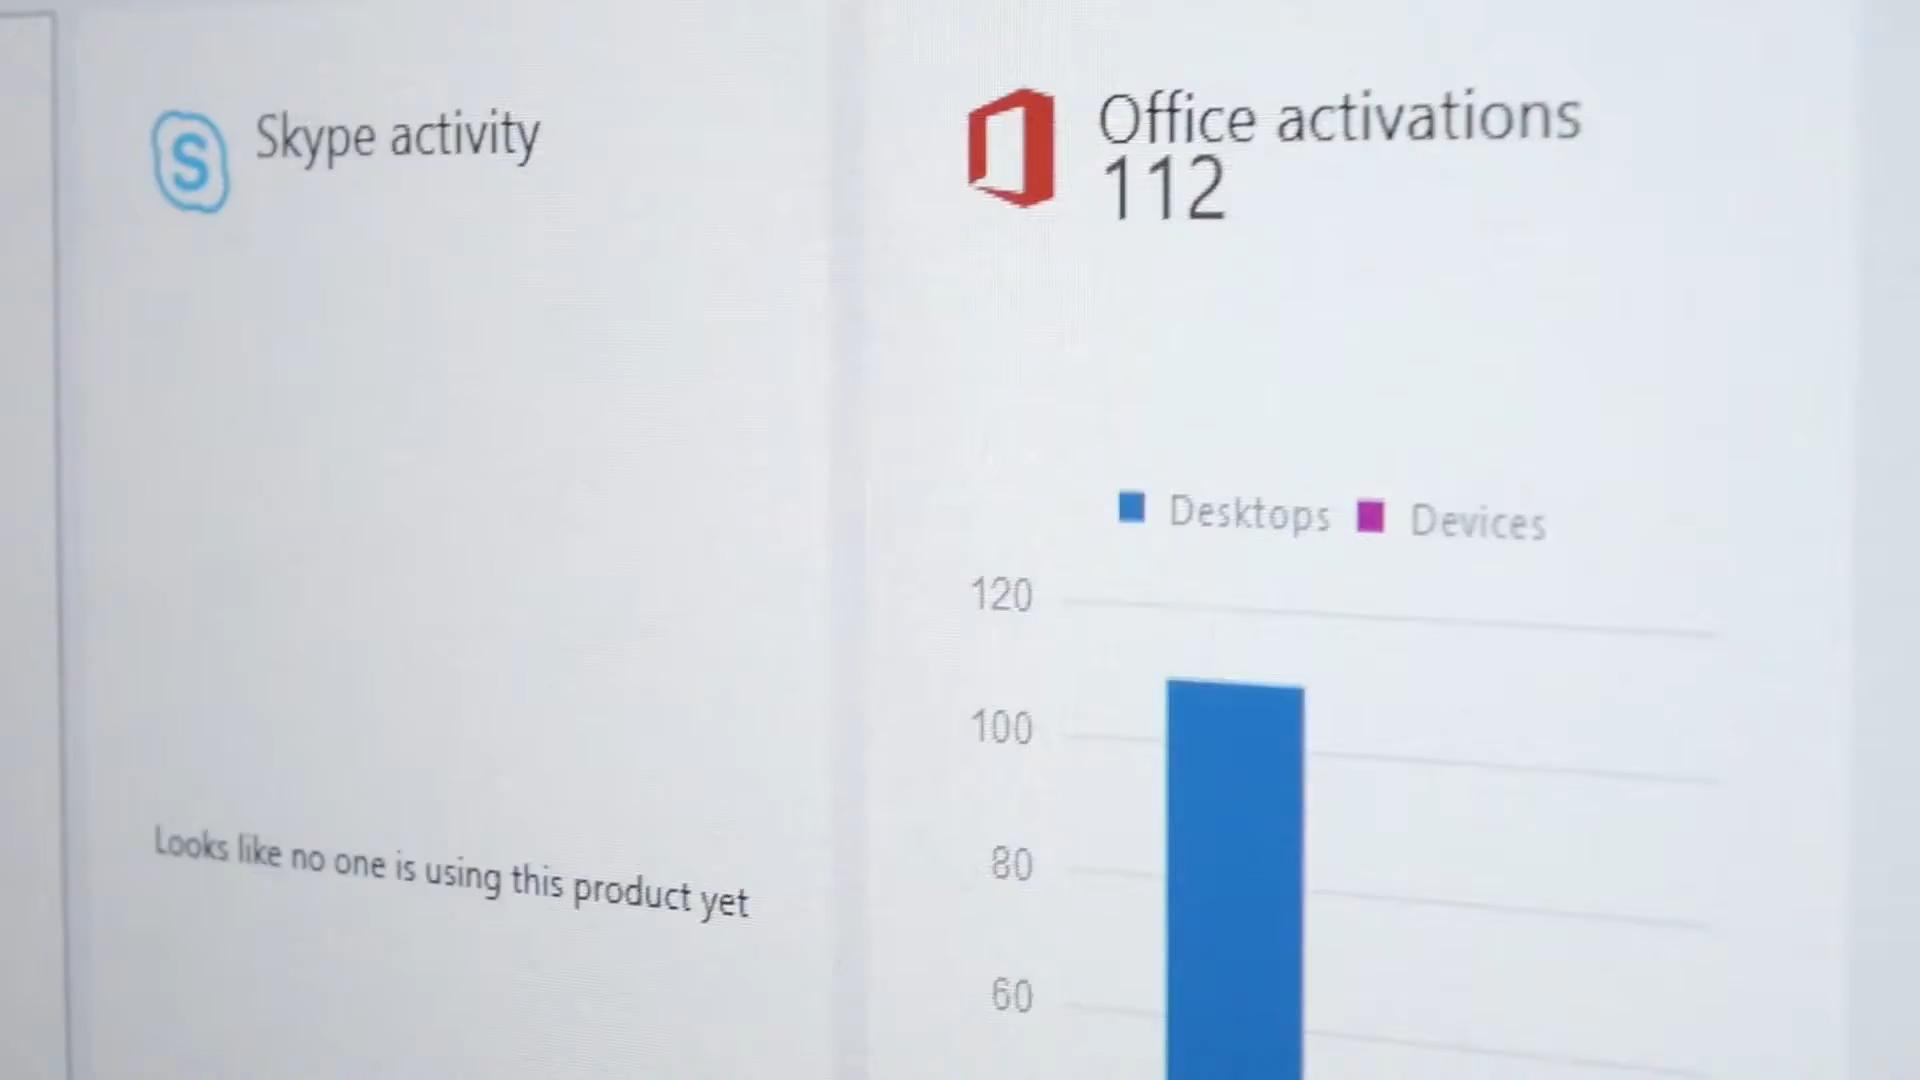 Skype activity
Looks like no one is using this product yet
Office activations
112
Desktops Devices
120
100
80
60